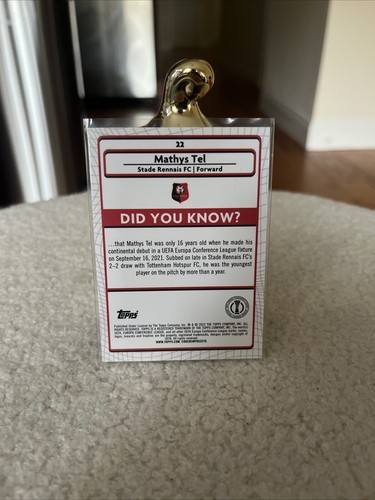 22
Mathys Tel
Stade Rennais FC | Forward
DID YOU KNOW?
...that Mathys Tel was only 16 years old when he made his
continental debut in a UEFA Europa Conference League fixture
on September 16, 2021. Subbed on late in Stade Rennais FC's
2–2 draw with Tottenham Hotspur FC, he was the youngest
player on the pitch by more than a year.
Topps
WWW.TOPPS.COM